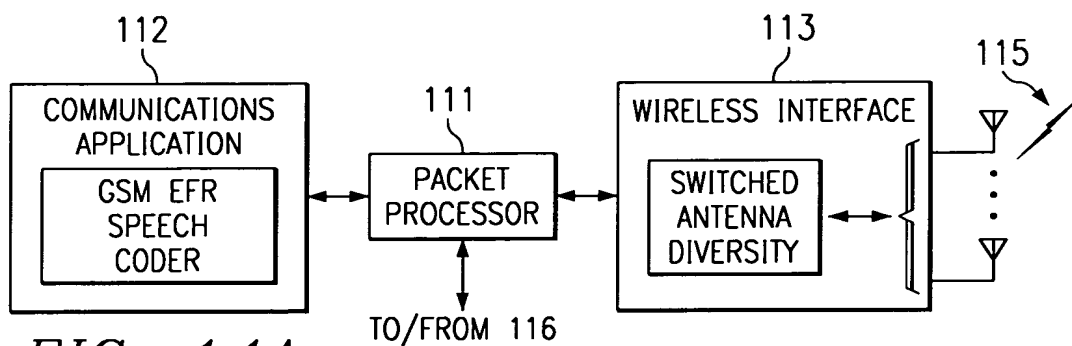 112
COMMUNICATIONS
APPLICATION
GSM EFR
SPEECH
CODER
111
PACKET
PROCESSOR
TO/FROM 116
113
WIRELESS INTERFACE
SWITCHED
ANTENNA
DIVERSITY
115